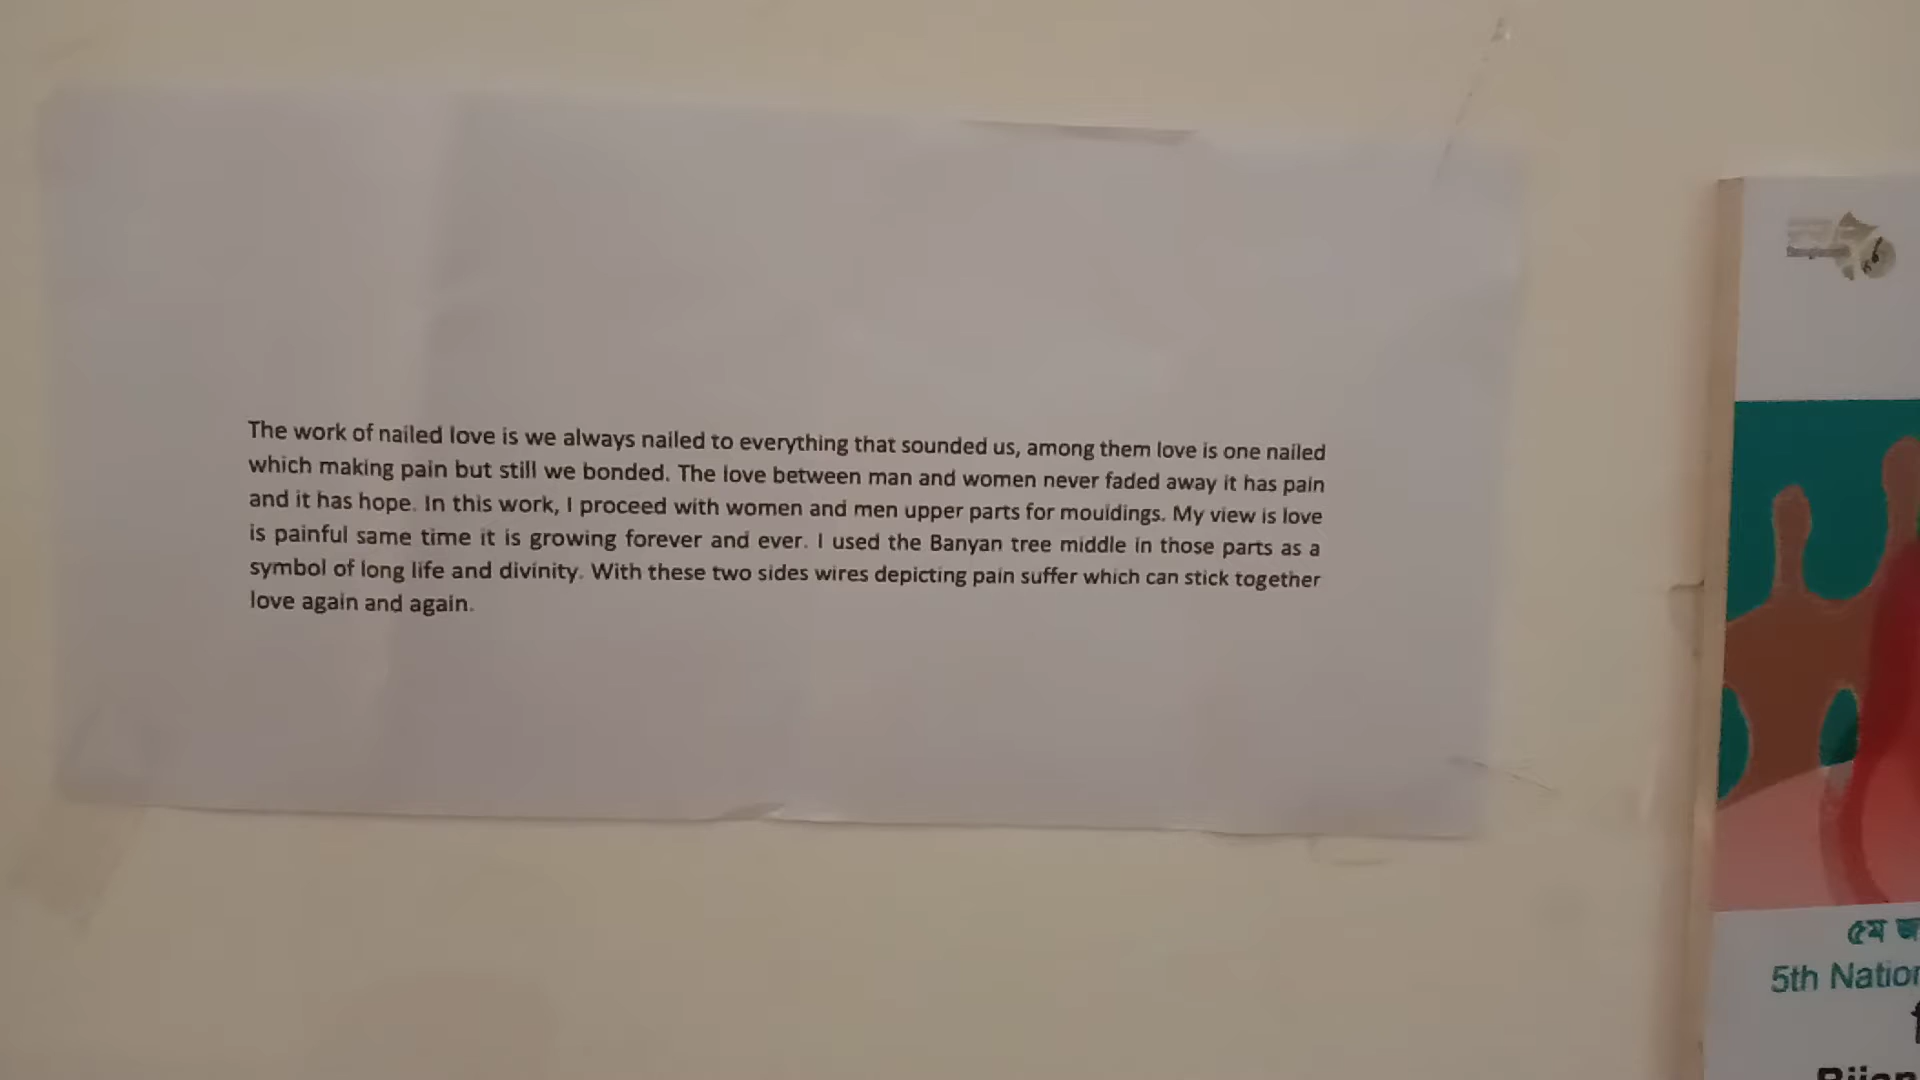 The work of nailed love is we always nailed to everything that sounded us, among them love is one nailed
which making pain but still we bonded. The love between man and women never faded away it has pain
and it has hope. In this work, I proceed with women and men upper parts for mouldings. My view is love
is painful same time it is growing forever and ever. I used the Banyan tree middle in those parts as a
symbol of long life and divinity. With these two sides wires depicting pain suffer which can stick together
love again and again.
৫ম জ
5th Nation